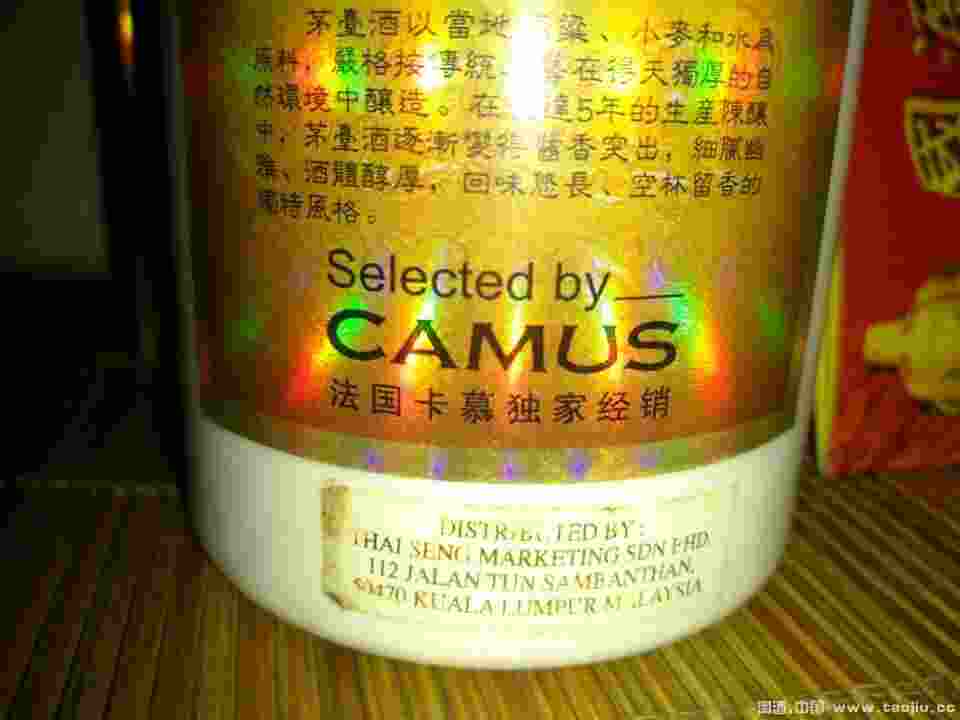 茅臺酒以當地 粱、小麥和水爲
原料，嚴格按傳統 在得天獨厚的自
然環境中釀造。在 達5年的生産陳釀
中，茅臺酒逐漸變得醬香突出，細膩幽
雅、酒體醇厚，回味悠長、空杯留香的
獨特風格。
Selected by
CAMUS
法国卡慕独家经销
DISTRIBUTED BY:
THAI SENG MARKETING SDN BHD
112 JALAN TUN SAMBANTHAN,
50470 KUALA LUMPUR MALAYSIA
国酒.中国 www.taojiu.cc